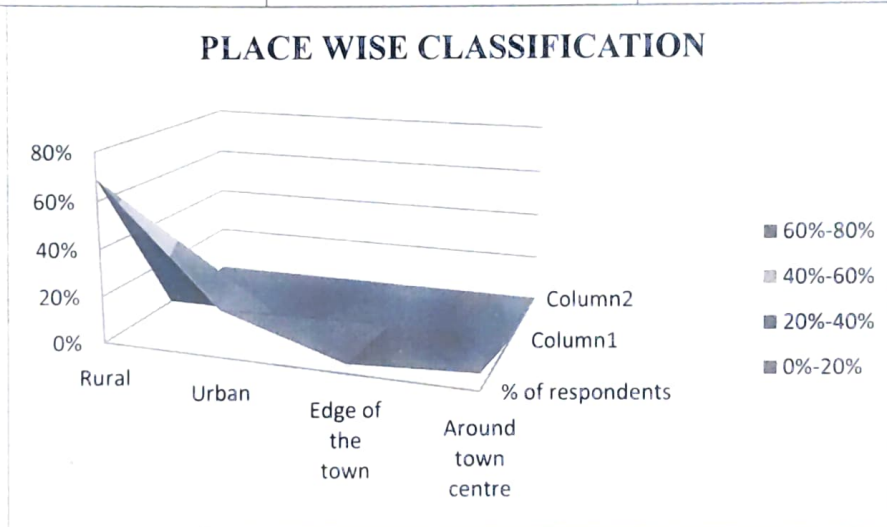 PLACE WISE CLASSIFICATION
80%
60%
40%
20%
0%
Rural
Urban
Edge of
the
town
Around
town
centre
Column2
Column1
% of respondents
60%-80%
40%-60%
20%-40%
0%-20%